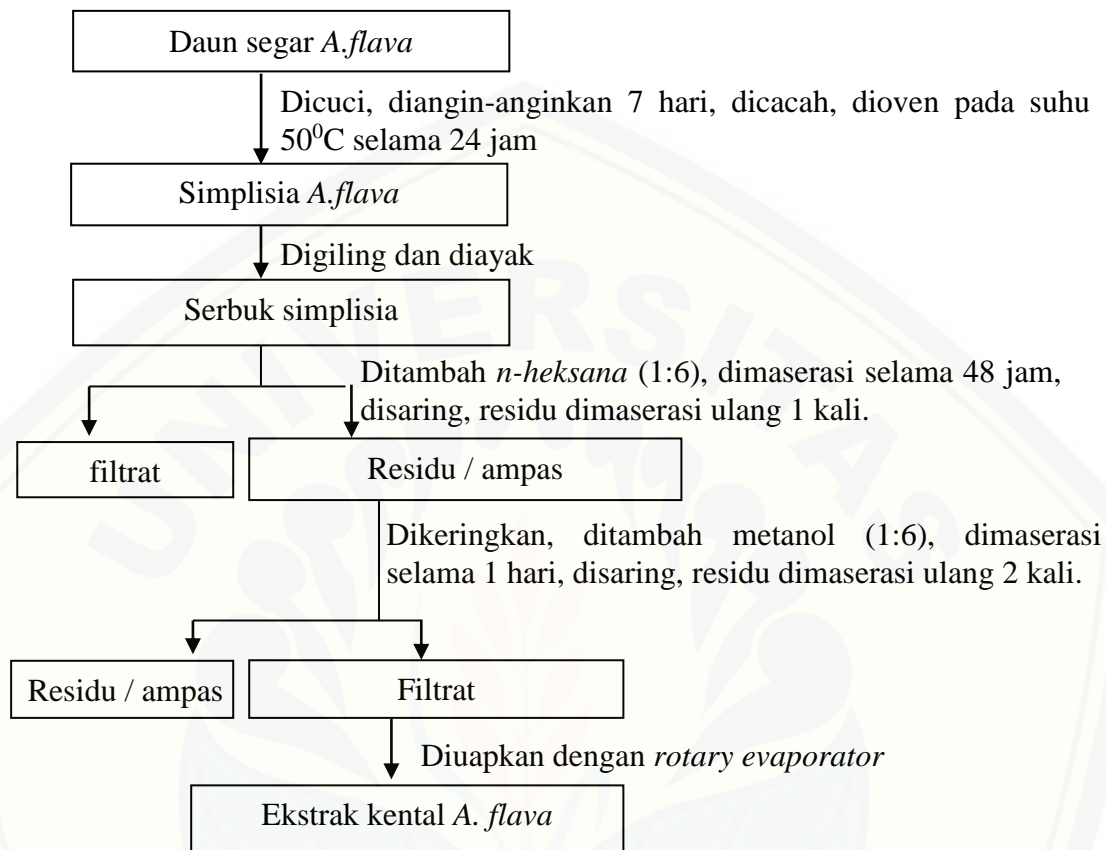 Daun segar A.flava
Dicuci, diangin-anginkan 7 hari, dicacah, dioven pada suhu
50⁰C selama 24 jam
Simplisia A.flava
Digiling dan diayak
Serbuk simplisia
Ditambah n-heksana (1:6), dimaserasi selama 48 jam,
disaring, residu dimaserasi ulang 1 kali.
filtrat
Residu / ampas
Dikeringkan, ditambah metanol (1:6), dimaserasi
selama 1 hari, disaring, residu dimaserasi ulang 2 kali.
Residu / ampas
Filtrat
Diuapkan dengan rotary evaporator
Ekstrak kental A. flava
UNIVERSITAS